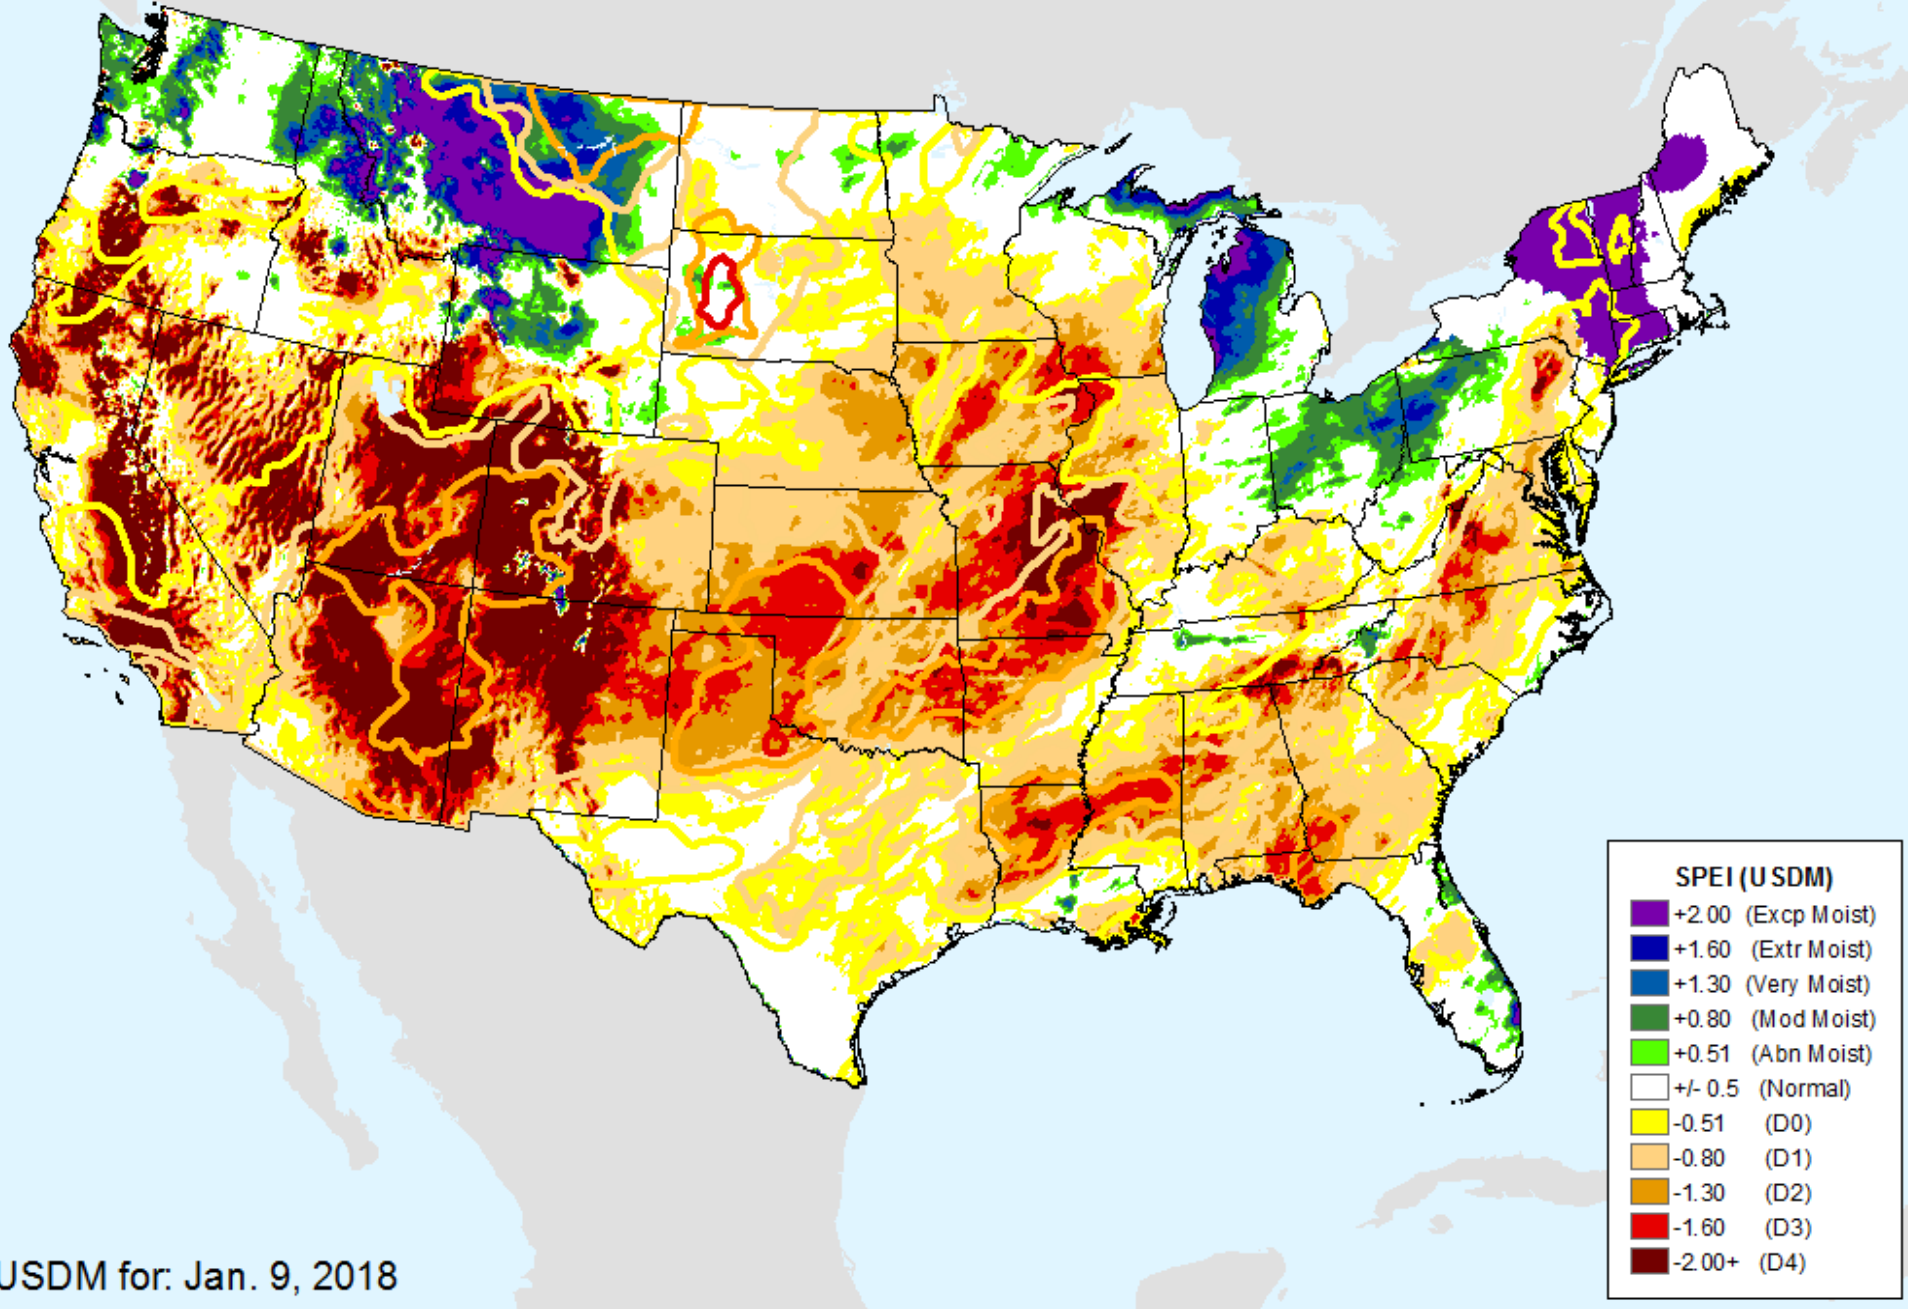 SPEI (USDM)
+2.00 (Excp Moist)
+1.60 (Extr Moist)
+1.30 (Very Moist)
+0.80 (Mod Moist)
+0.51 (Abn Moist)
+/- 0.5 (Normal)
-0.51 (D0)
-0.80 (D1)
-1.30 (D2)
-1.60 (D3)
-2.00+ (D4)
USDM for: Jan. 9, 2018